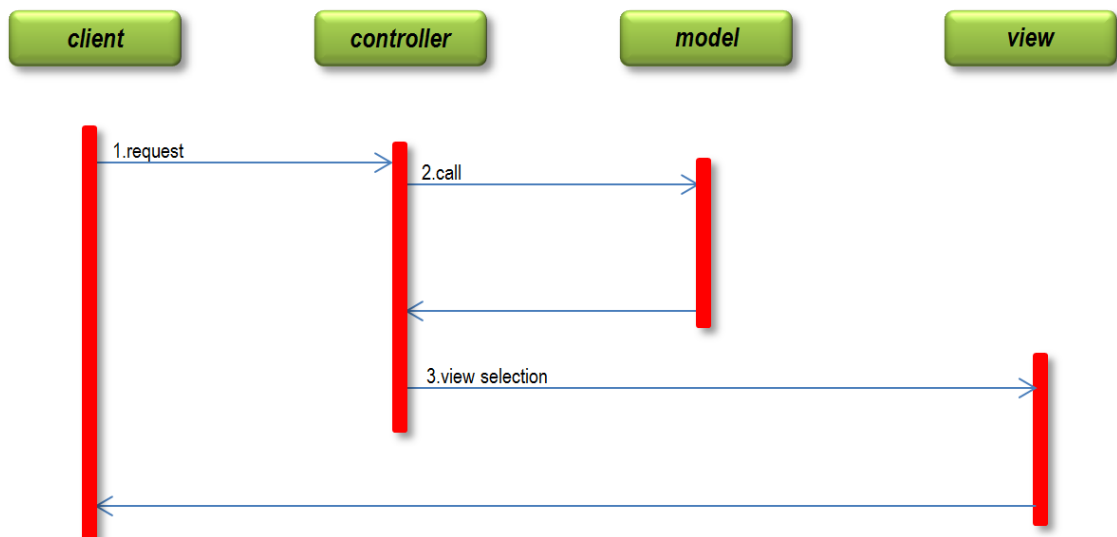 client
controller
model
view
1.request
2.call
3.view selection